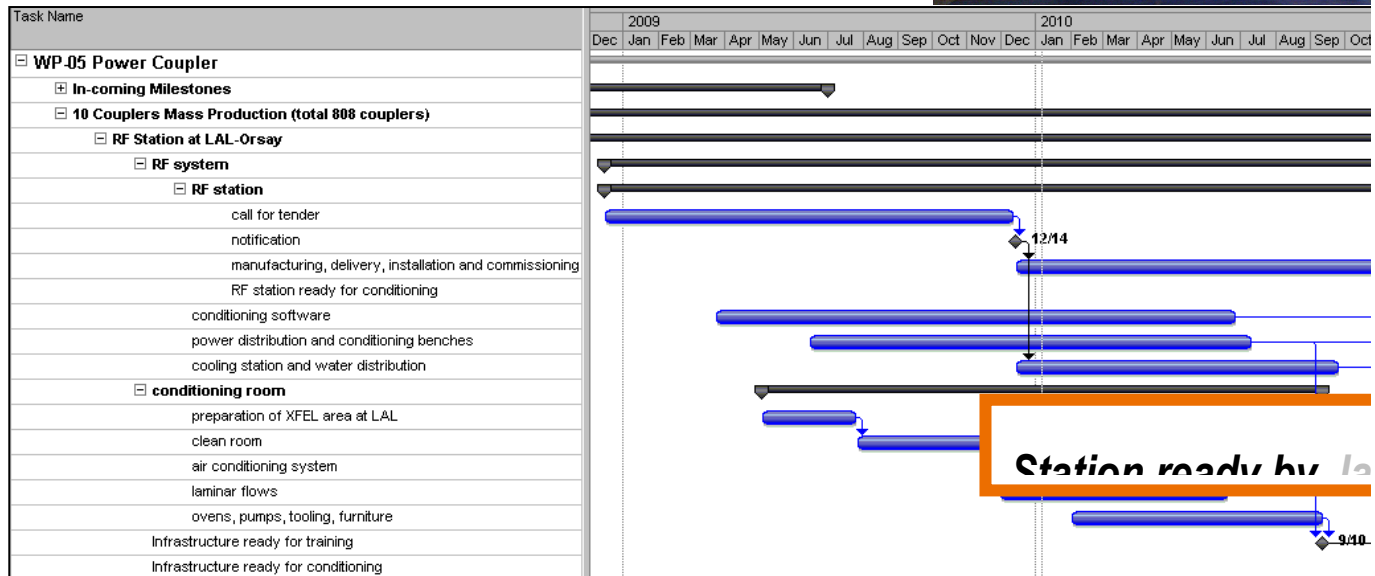 Task Name
2009 2010
Dec Jan Feb Mar Apr May Jun Jul Aug Sep Oct Nov Dec Jan Feb Mar Apr May Jun Jul Aug Sep Oct
WP-05 Power Coupler
In-coming Milestones
10 Couplers Mass Production (total 808 couplers)
RF Station at LAL-Orsay
RF system
RF station
call for tender
notification 12/14
manufacturing, delivery, installation and commissioning
RF station ready for conditioning
conditioning software
power distribution and conditioning benches
cooling station and water distribution
conditioning room
preparation of XFEL area at LAL
clean room
air conditioning system
Station ready by
laminar flows
ovens, pumps, tooling, furniture
Infrastructure ready for training 9/10
Infrastructure ready for conditioning